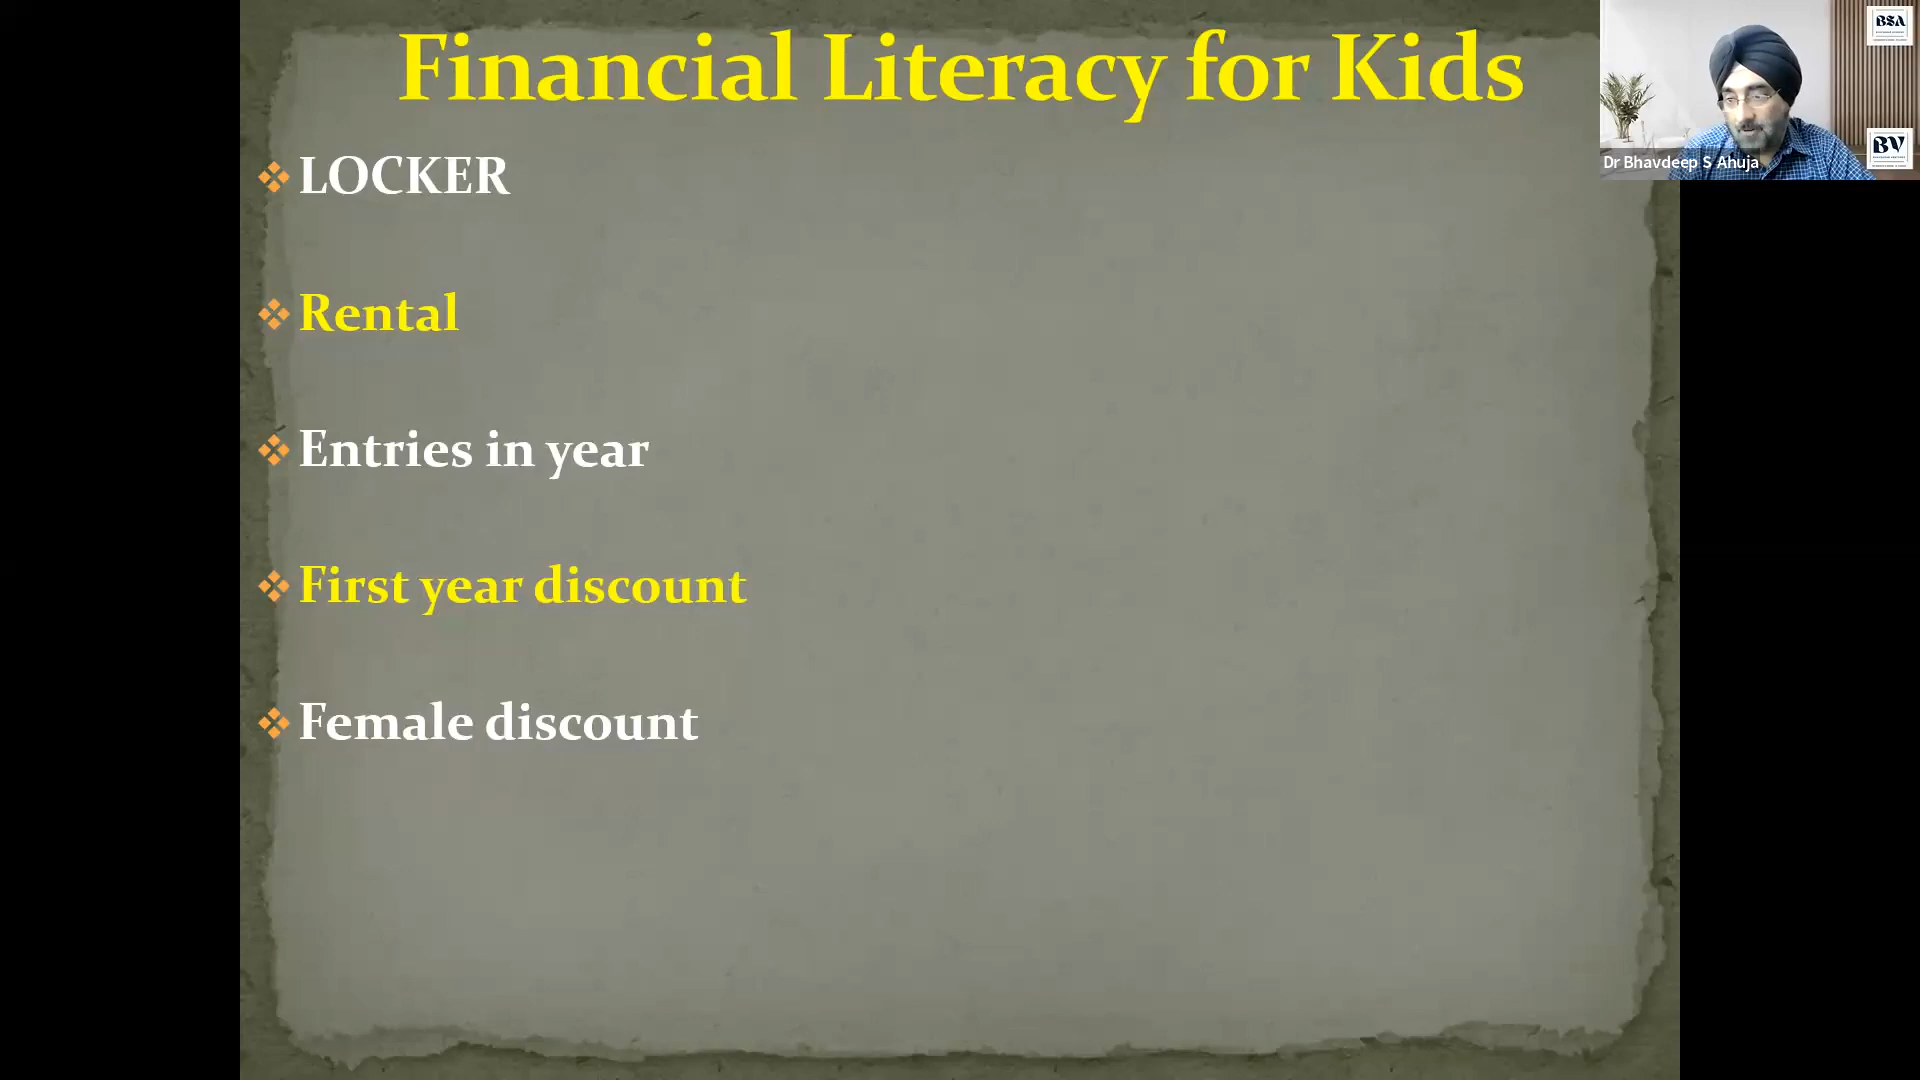 Financial Literacy for Kids
LOCKER
Rental
Entries in year
First year discount
Female discount
BSA
Dr Bhavdeep S Ahuja
BV